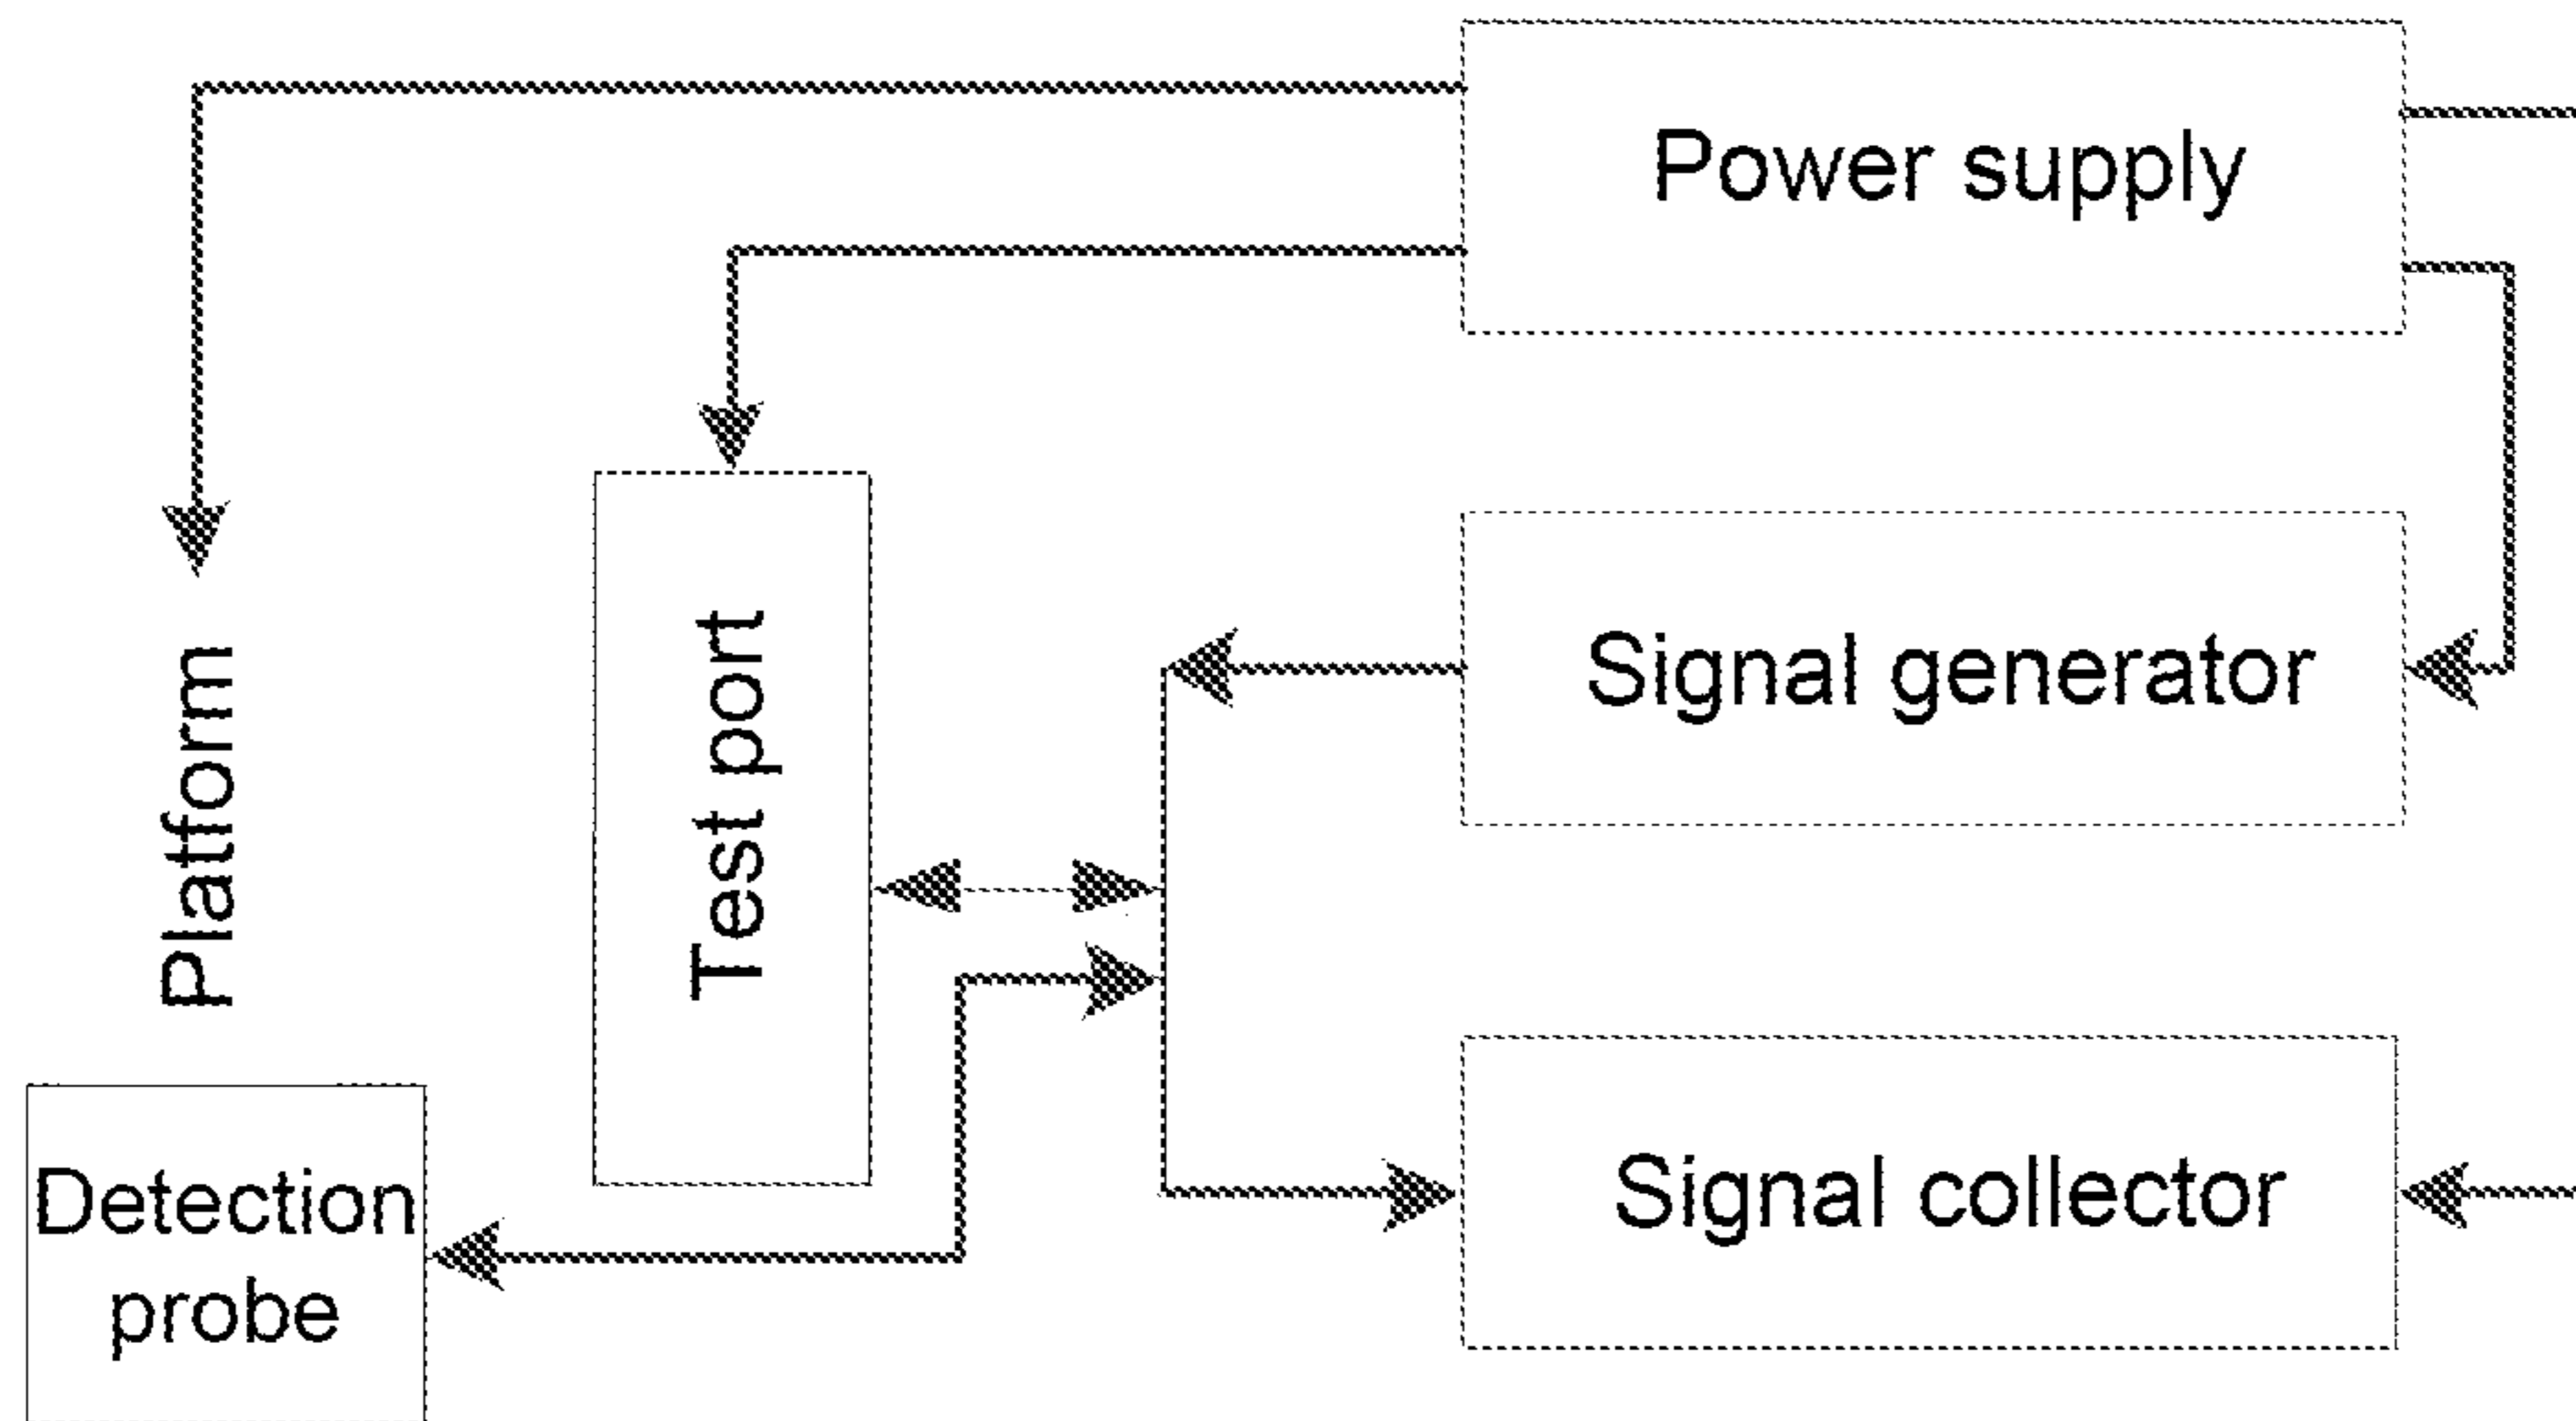 Power supply
Platform
Test port
Signal generator
Signal collector
Detection
probe